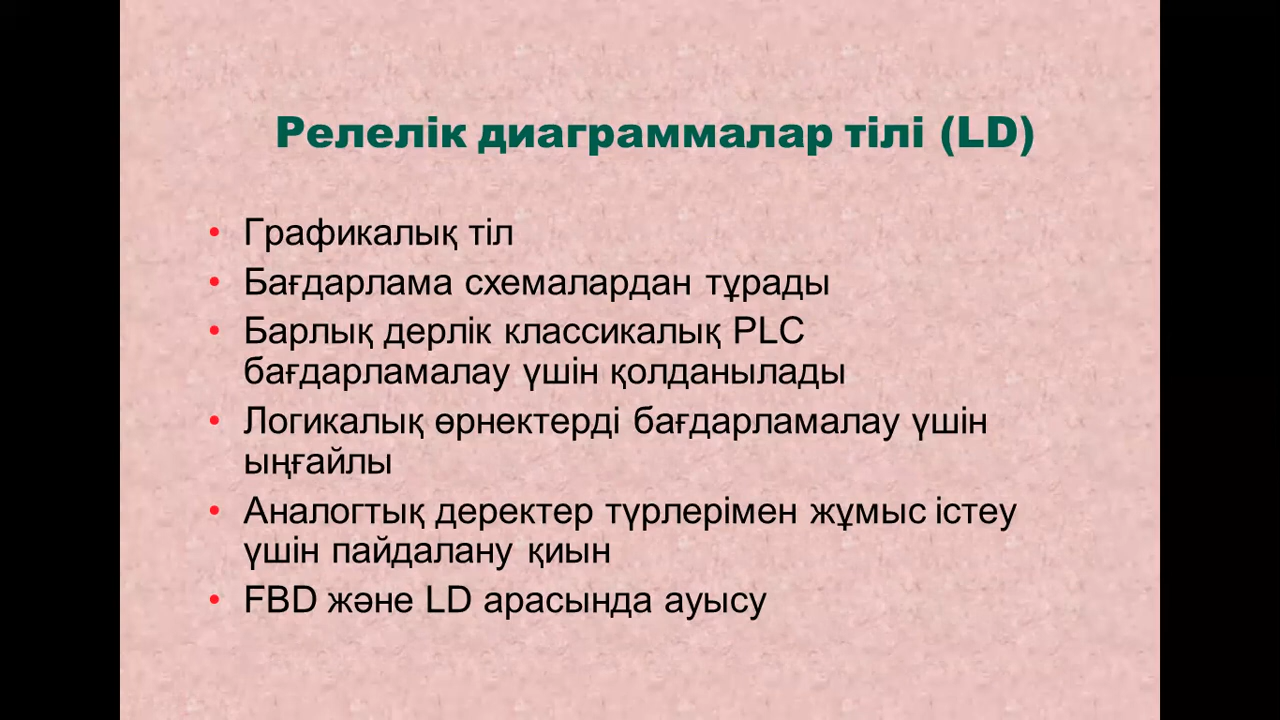 Релелік диаграммалар тілі (LD)
• Графикалық тіл
• Бағдарлама схемалардан тұрады
• Барлық дерлік классикалық PLC
бағдарламалау үшін қолданылады
• Логикалық өрнектерді бағдарламалау үшін
ыңғайлы
• Аналогтық деректер түрлерімен жұмыс істеу
үшін пайдалану қиын
• FBD және LD арасында ауысу